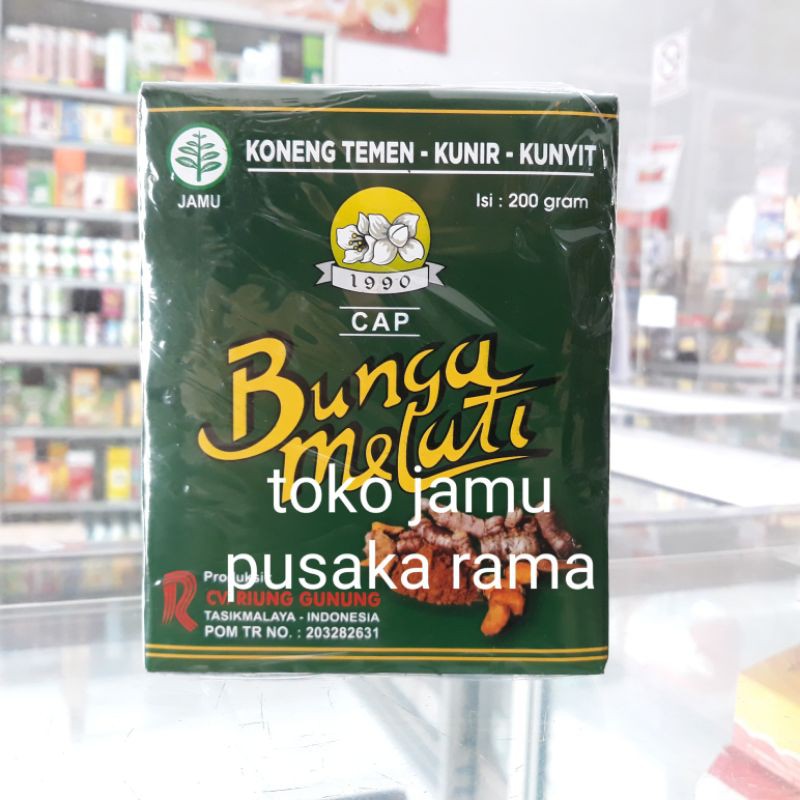 KONENG TEMEN - KUNIR - KUNYIT
JAMU
Isi : 200 gram
1990
CAP
Bunga
melati
toko jamu
pusaka rama
Produksi
R
CV. RIUNG GUNUNG
TASIKMALAYA - INDONESIA
POM TR NO. : 203282631